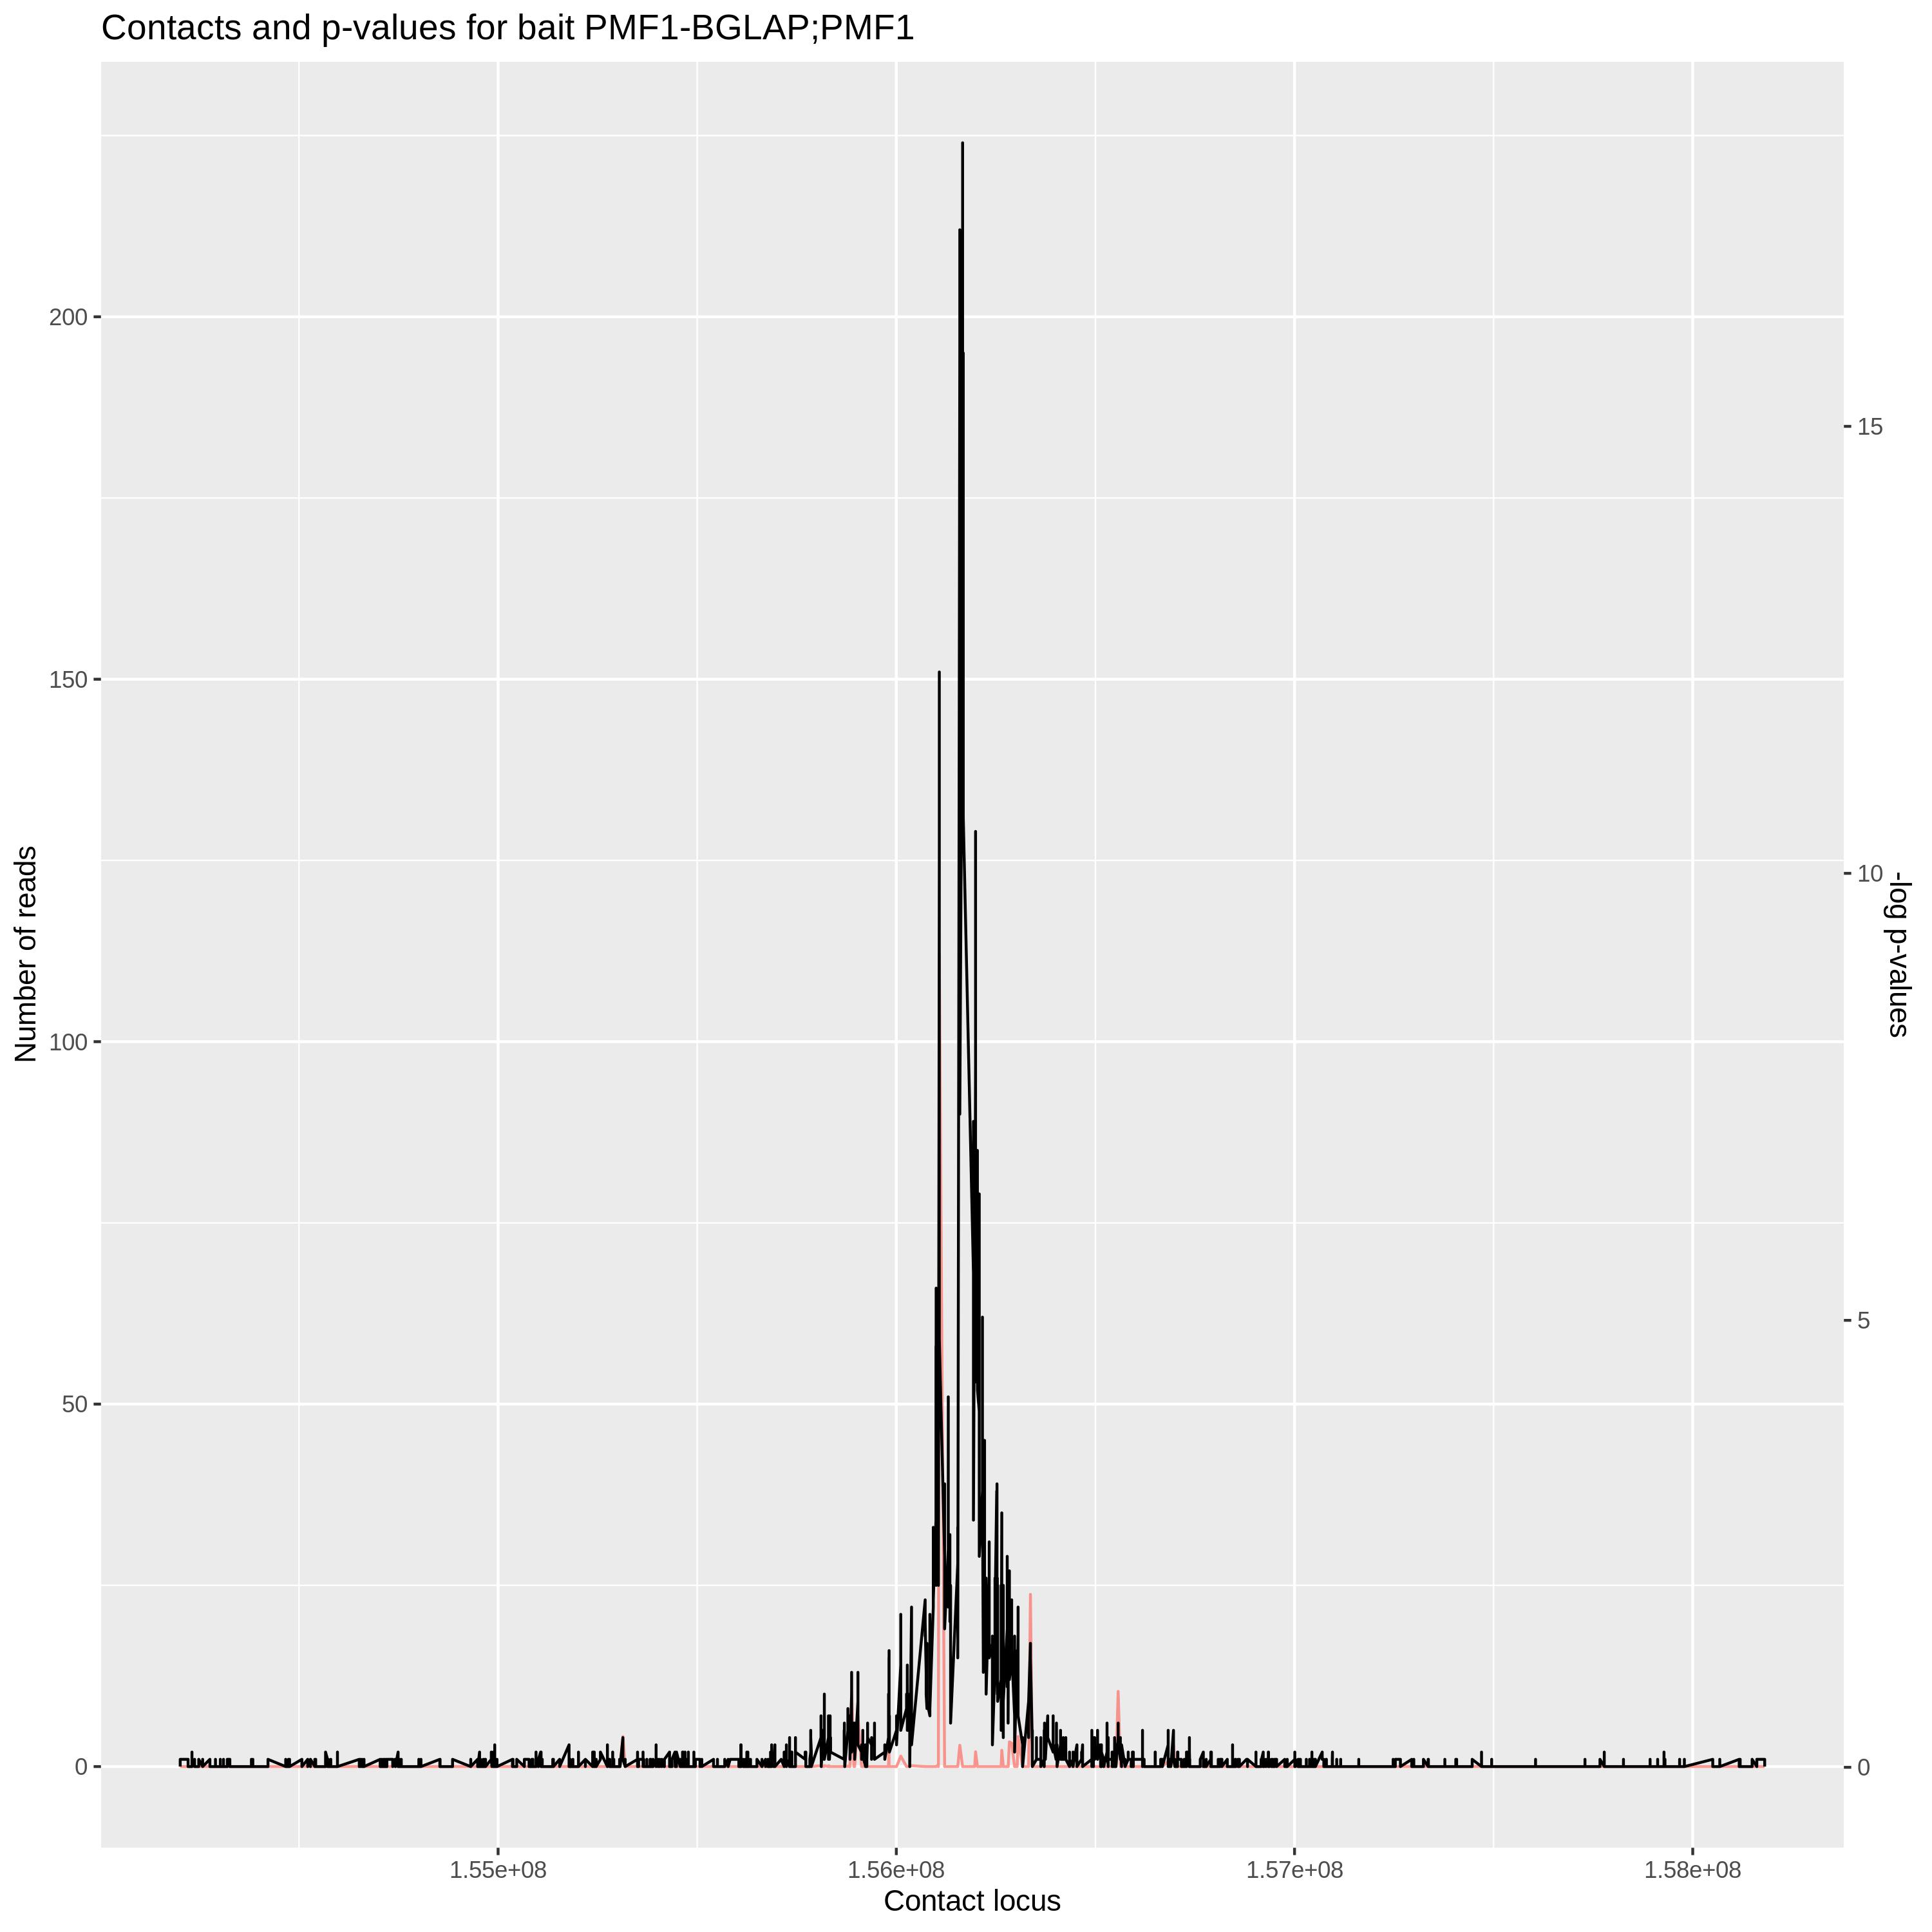 Contacts and p-values for bait PMF1-BGLAP;PMF1
Number of reads
200
150
100
50
0
15
10
5
0
-log p-values
1.55e+08
1.56e+08
1.57e+08
1.58e+08
Contact locus